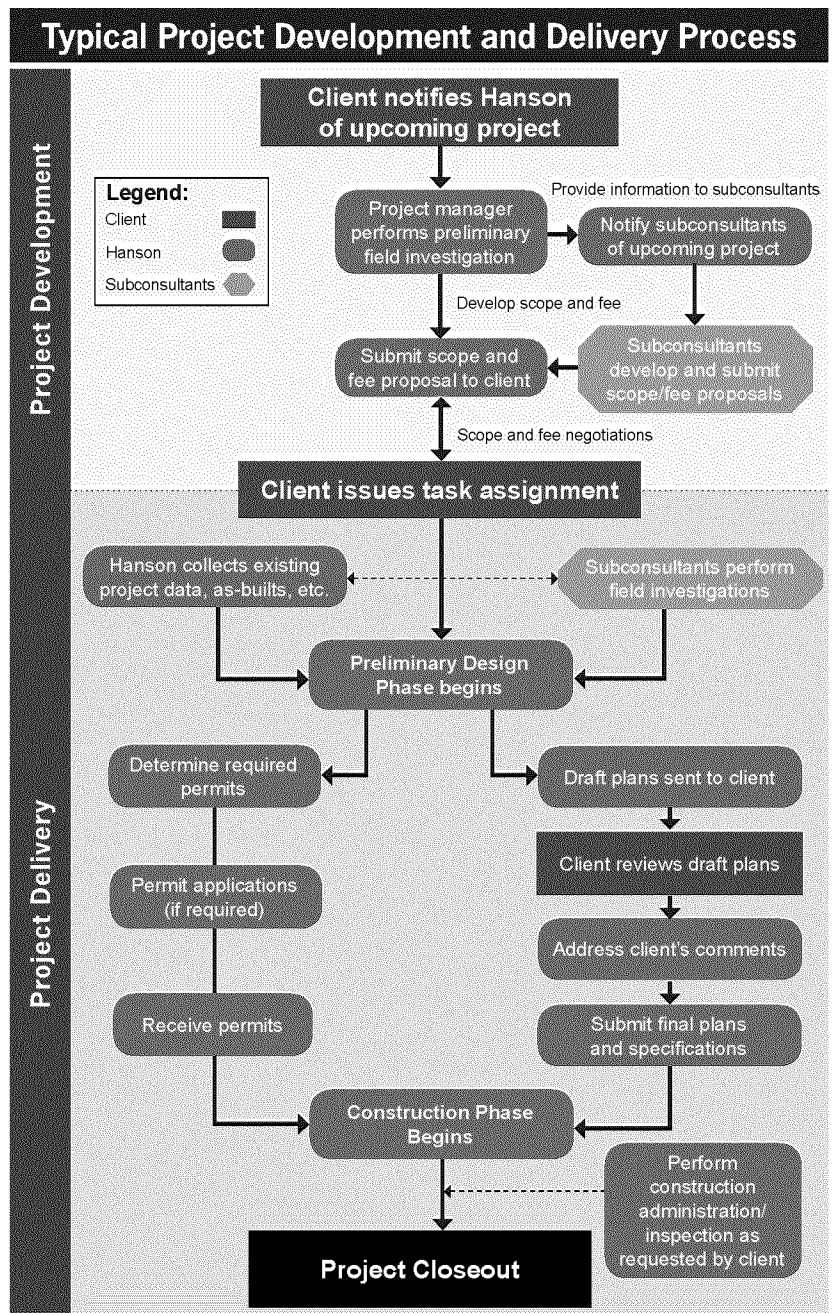 Typical Project Development and Delivery Process
Project Development
Client notifies Hanson
of upcoming project
Legend:
Client
Hanson
Subconsultants
Project manager
performs preliminary
field investigation
Provide information to subconsultants
Notify subconsultants
of upcoming project
Develop scope and fee
Submit scope and
fee proposal to client
Subconsultants
develop and submit
scope/fee proposals
Scope and fee negotiations
Client issues task assignment
Project Delivery
Hanson collects existing
project data, as-builts, etc.
Subconsultants perform
field investigations
Preliminary Design
Phase begins
Determine required
permits
Permit applications
(if required)
Receive permits
Draft plans sent to client
Client reviews draft plans
Address client's comments
Submit final plans
and specifications
Construction Phase
Begins
Perform
construction
administration/
inspection as
requested by client
Project Closeout